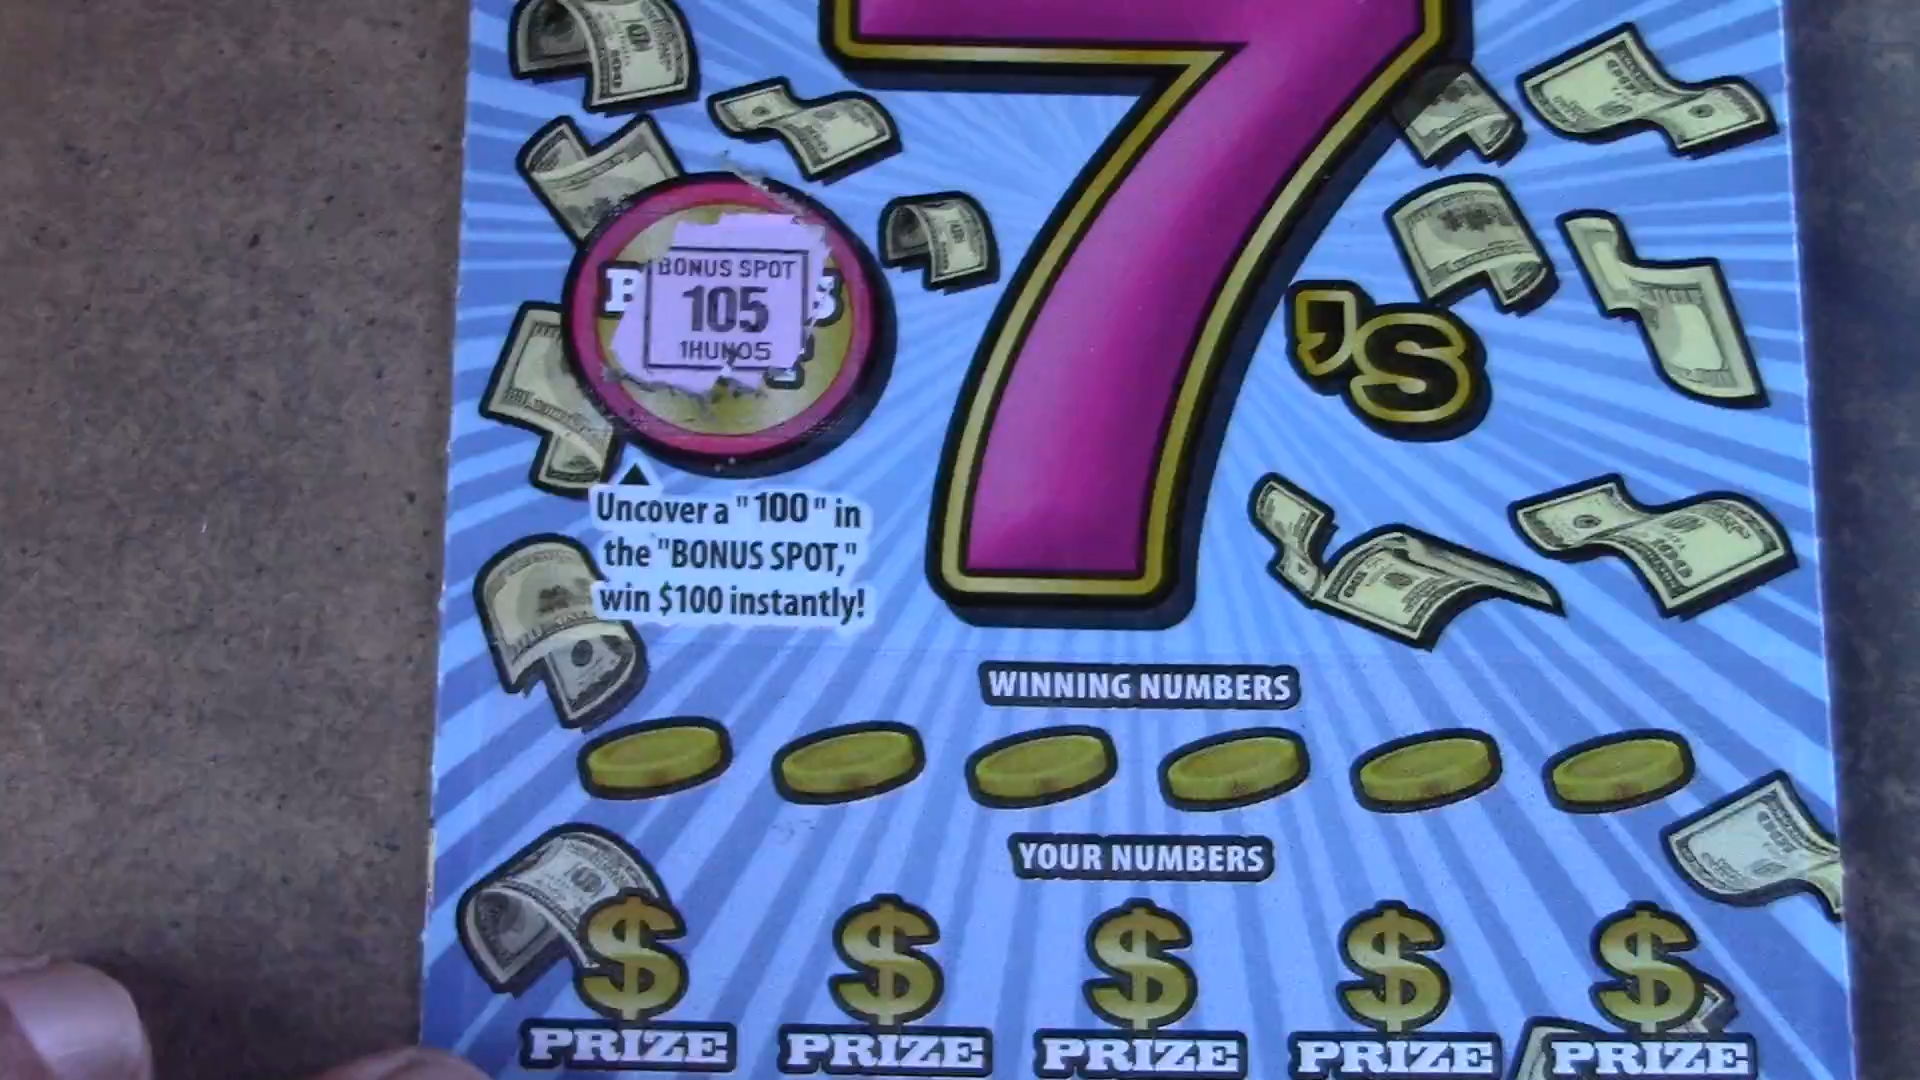 7
'S
BONUS SPOT
105
1HUN05
Uncover a "100" in
the "BONUS SPOT,"
win $100 instantly!
WINNING NUMBERS
YOUR NUMBERS
$ $ $ $ $
PRIZE PRIZE PRIZE PRIZE PRIZE